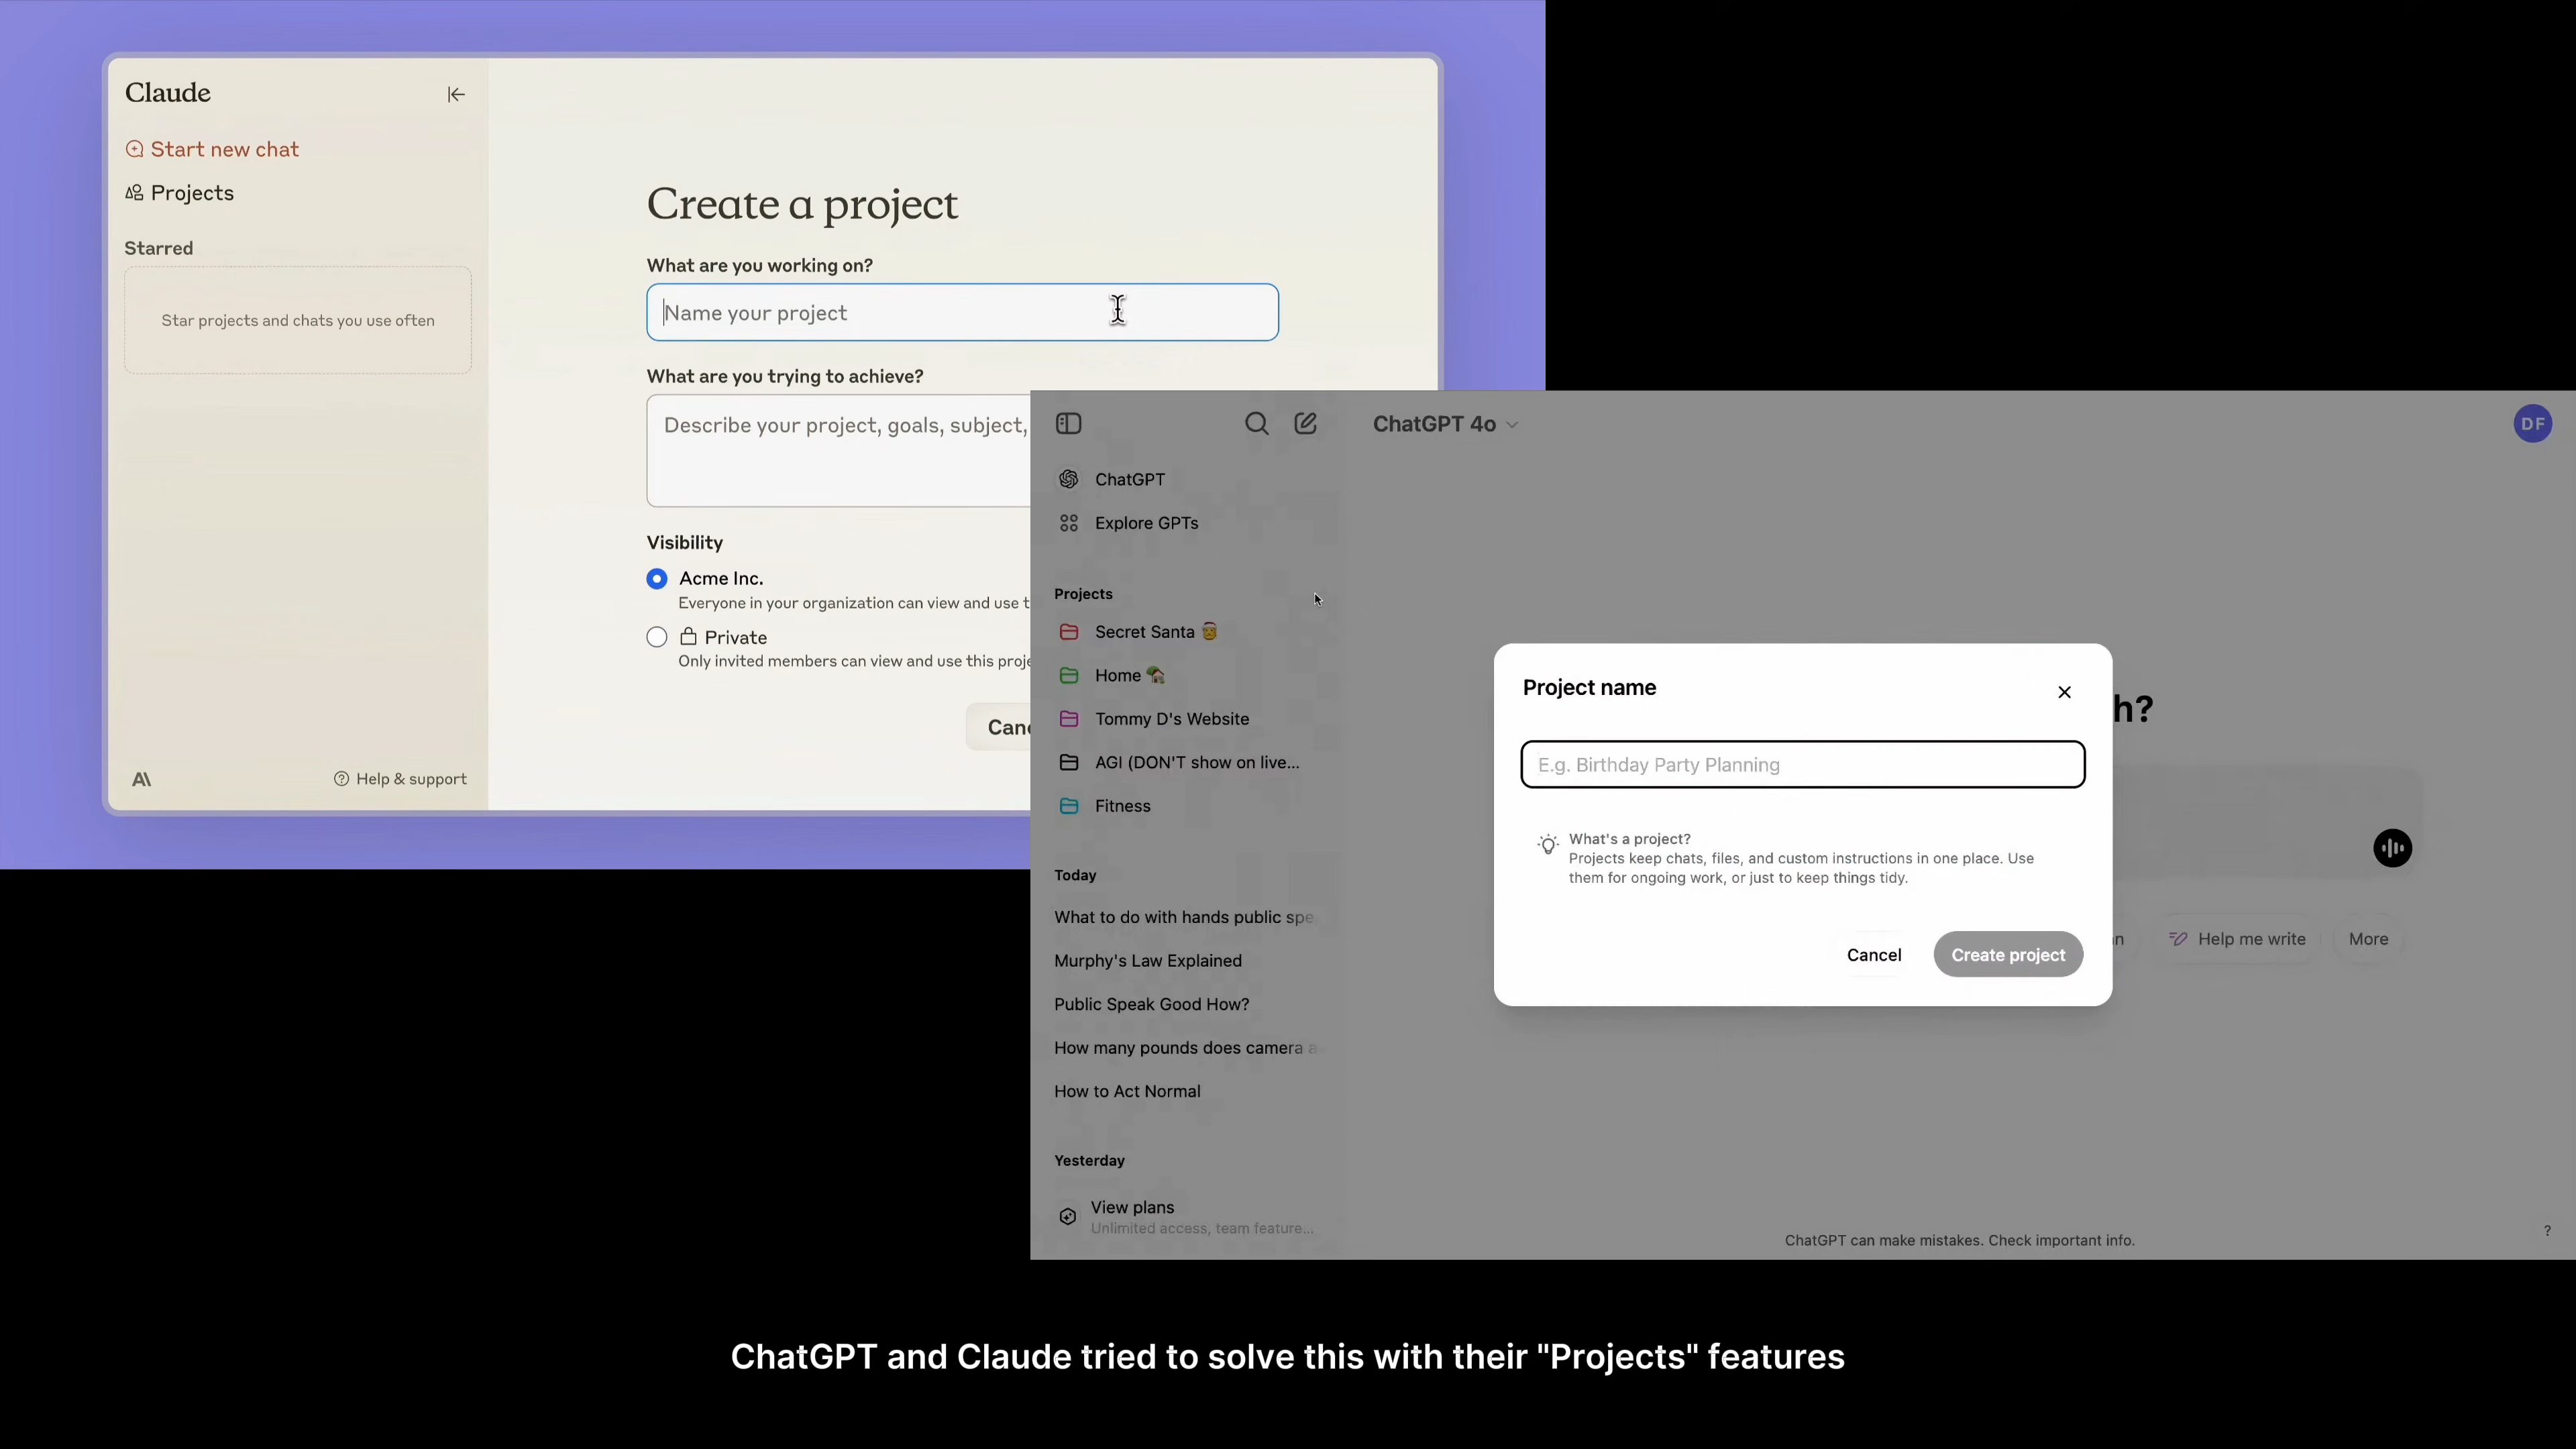 Claude
Start new chat
Projects
Starred
Star projects and chats you use often
Help & support
Create a project
What are you working on?
Name your project
What are you trying to achieve?
Describe your project, goals, subject,
Visibility
Acme Inc.
Everyone in your organization can view and use t
Private
Only invited members can view and use this proje
Canc
ChatGPT 4o
DF
ChatGPT
Explore GPTs
Projects
Secret Santa 🎅
Home 🏡
Tommy D's Website
AGI (DON'T show on live...
Fitness
Today
What to do with hands public spe
Murphy's Law Explained
Public Speak Good How?
How many pounds does camera a
How to Act Normal
Yesterday
View plans
Unlimited access, team feature...
h?
Project name
E.g. Birthday Party Planning
What's a project?
Projects keep chats, files, and custom instructions in one place. Use
them for ongoing work, or just to keep things tidy.
Cancel
Create project
n
Help me write
More
ChatGPT can make mistakes. Check important info.
?
ChatGPT and Claude tried to solve this with their "Projects" features